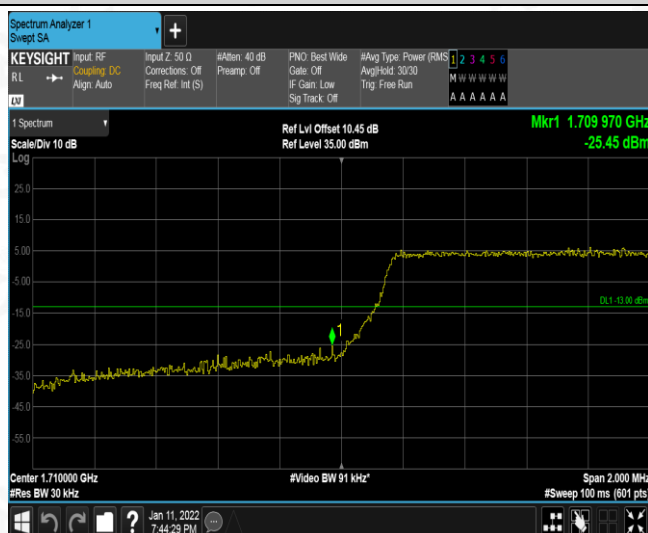 Spectrum Analyzer 1
Swept SA
+
KEYSIGHT
RL
Input: RF
Coupling: DC
Align: Auto
Input Z: 50 Ω
Corrections: Off
Freq Ref: Int (S)
#Atten: 40 dB
Preamp: Off
PNO: Best Wide
Gate: Off
IF Gain: Low
Sig Track: Off
#Avg Type: Power (RMS
Avg|Hold: 30/30
Trig: Free Run
1 2 3 4 5 6
M W W W W W
A A A A A A
1 Spectrum
Scale/Div 10 dB
Log
Ref Lvl Offset 10.45 dB
Ref Level 35.00 dBm
Mkr1 1.709 970 GHz
-25.45 dBm
25.0
15.0
5.00
-5.00
-15.0
-25.0
-35.0
-45.0
-55.0
DL1 -13.00 dBm
1
Center 1.710000 GHz
#Res BW 30 kHz
#Video BW 91 kHz*
Span 2.000 MHz
#Sweep 100 ms (601 pts)
?
Jan 11, 2022
7:44:29 PM